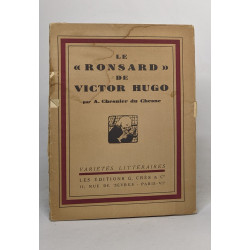 LE
« RONSARD »
DE
VICTOR HUGO
par A. Chesnier du Chesne
VARIÉTÉS LITTÉRAIRES
LES ÉDITIONS G. CRÈS & Cie
11, RUE DE SÈVRES - PARIS-VIe